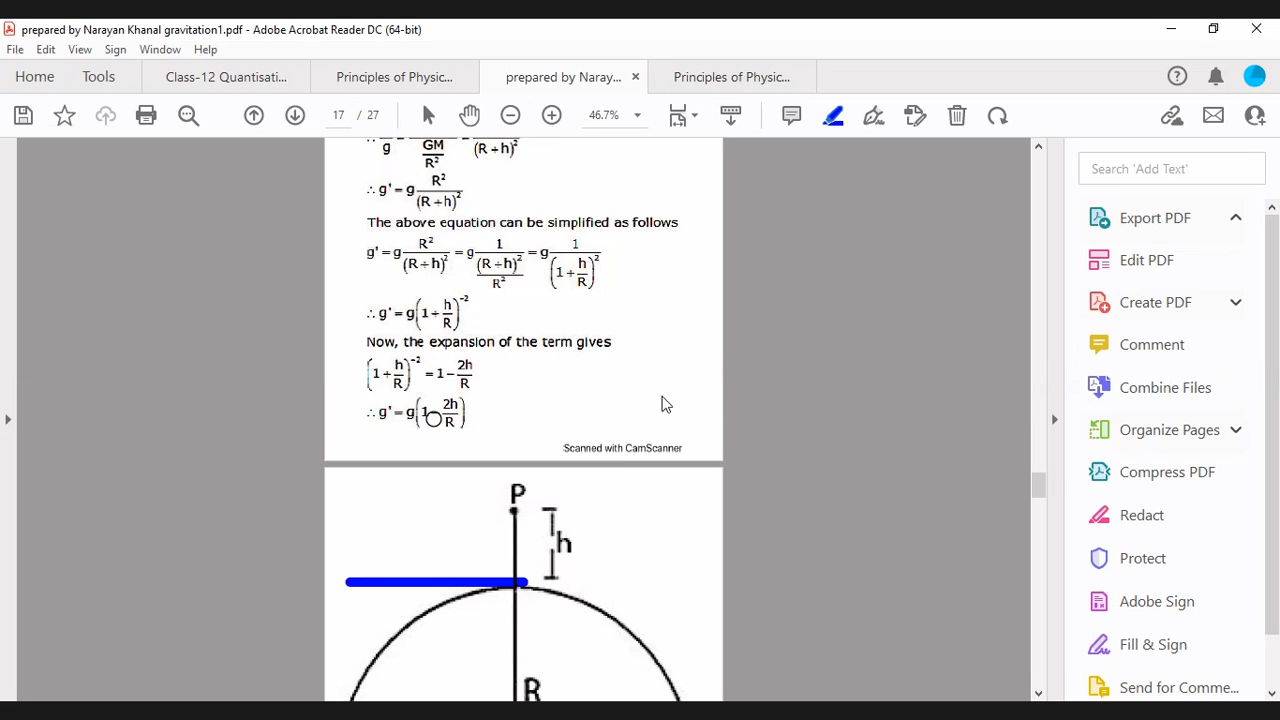 prepared by Narayan Khanal gravitation1.pdf - Adobe Acrobat Reader DC (64-bit)
File Edit View Sign Window Help
Home Tools Class-12 Quantisati... Principles of Physic... prepared by Naray... × Principles of Physic...
17 / 27 46.7%
g = GM/R² = (R+h)²
∴ g' = g R²/(R+h)²
The above equation can be simplified as follows
g' = g R²/(R+h)² = g 1/((R+h)²/R²) = g 1/(1+h/R)²
∴ g' = g(1+h/R)⁻²
Now, the expansion of the term gives
(1+h/R)⁻² = 1 - 2h/R
∴ g' = g(1 - 2h/R)
Scanned with CamScanner
P
h
R
Search 'Add Text'
Export PDF
Edit PDF
Create PDF
Comment
Combine Files
Organize Pages
Compress PDF
Redact
Protect
Adobe Sign
Fill & Sign
Send for Comme...